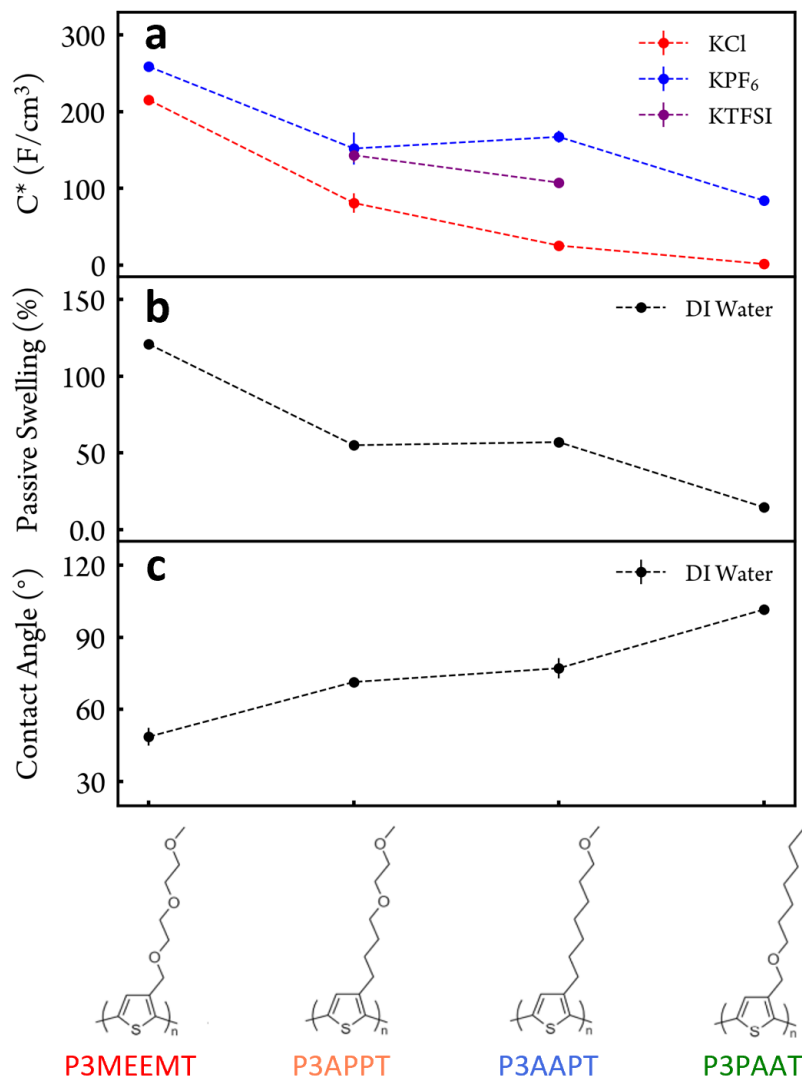 a
KCl
KPF₆
KTFSI
C* (F/cm³)
300
200
100
0
b
DI Water
Passive Swelling (%)
150
100
50
0.0
c
DI Water
Contact Angle (°)
120
90
60
30
O O O S n
O O S n
O S n
O S n
P3MEEMT P3APPT P3AAPT P3PAAT